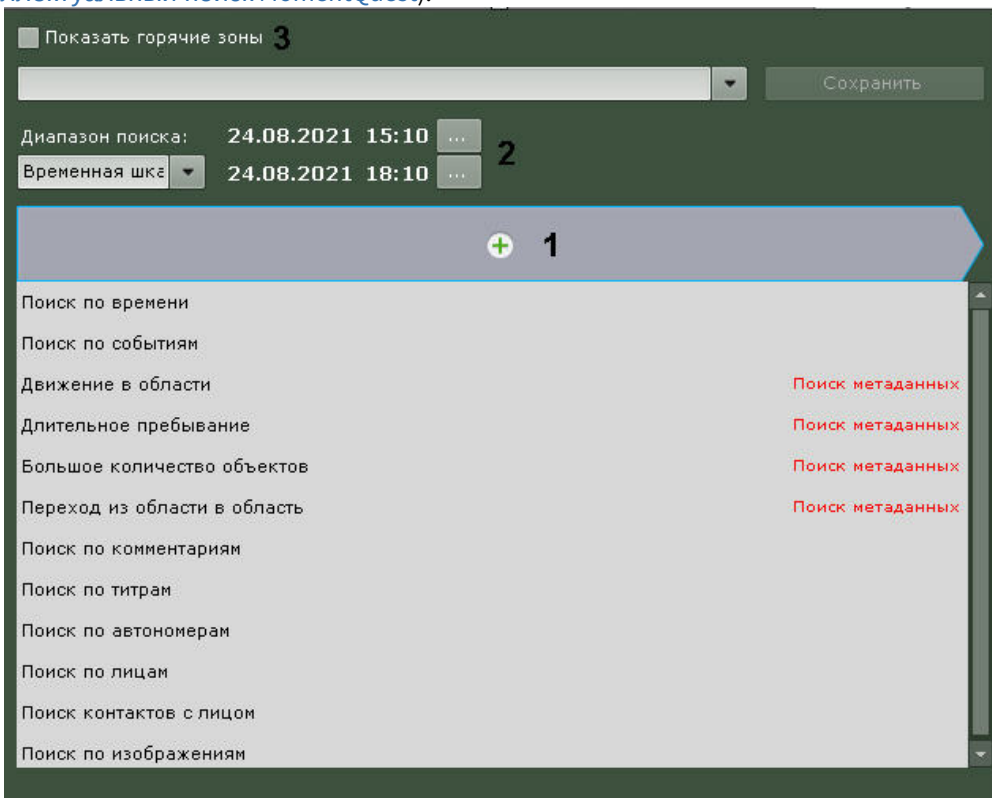 поиск MomentQuest).
Показать горячие зоны 3
Сохранить
Диапазон поиска: 24.08.2021 15:10 ...
2
Временная шка 24.08.2021 18:10 ...
1
Поиск по времени
Поиск по событиям
Движение в области Поиск метаданных
Длительное пребывание Поиск метаданных
Большое количество объектов Поиск метаданных
Переход из области в область Поиск метаданных
Поиск по комментариям
Поиск по титрам
Поиск по автономерам
Поиск по лицам
Поиск контактов с лицом
Поиск по изображениям